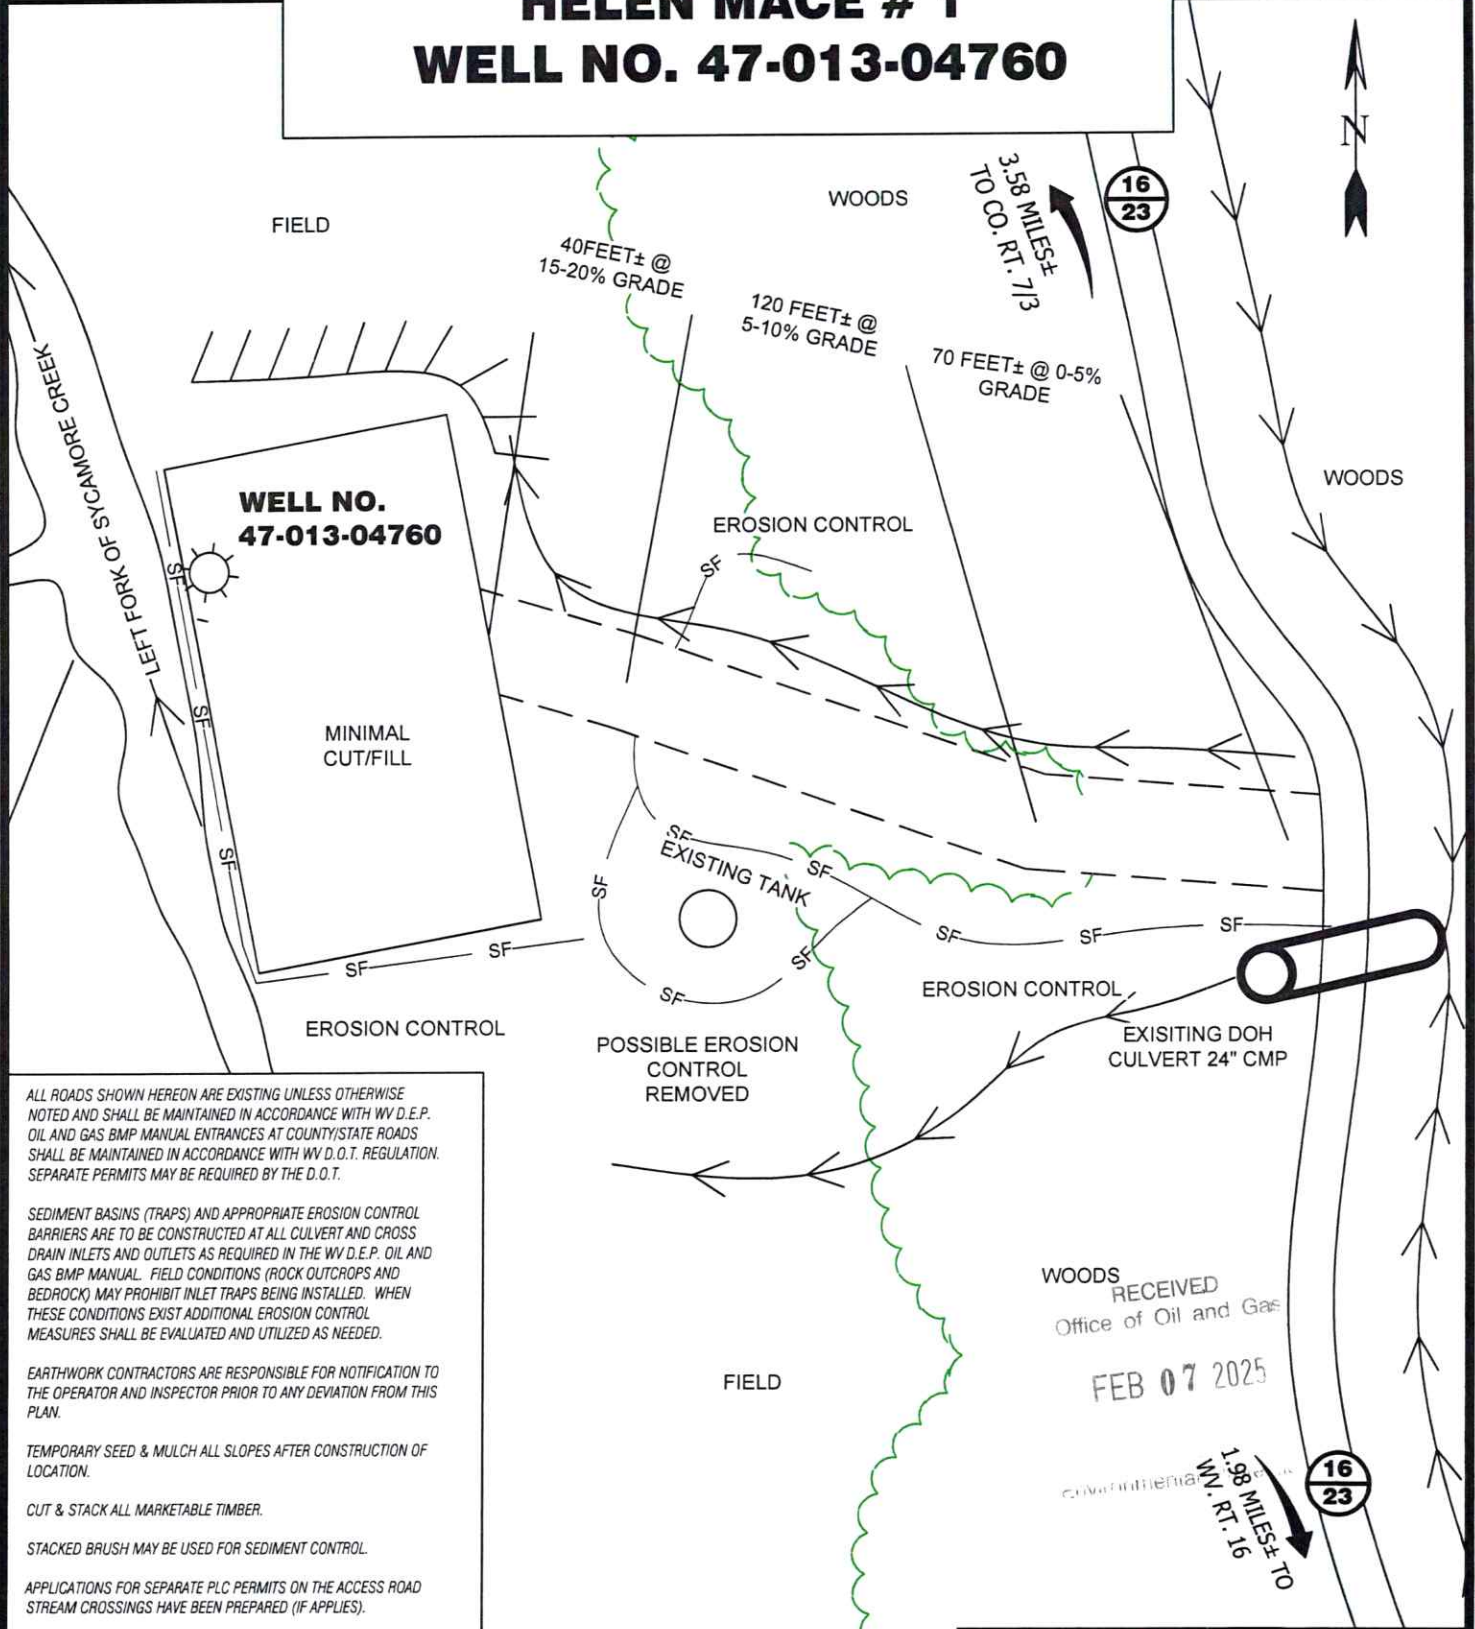 HELEN MACE # 1
WELL NO. 47-013-04760
N
16
23
3.58 MILES±
TO CO. RT. 7/3
WOODS
FIELD
40FEET± @
15-20% GRADE
120 FEET± @
5-10% GRADE
70 FEET± @ 0-5%
GRADE
LEFT FORK OF SYCAMORE CREEK
WELL NO.
47-013-04760
WOODS
EROSION CONTROL
SF
SF
SF
SF
MINIMAL
CUT/FILL
SF
EXISTING TANK
SF
SF
SF
SF
SF
SF
SF
SF
SF
SF
EROSION CONTROL
EROSION CONTROL
POSSIBLE EROSION
CONTROL
REMOVED
EXISITING DOH
CULVERT 24" CMP
ALL ROADS SHOWN HEREON ARE EXISTING UNLESS OTHERWISE
NOTED AND SHALL BE MAINTAINED IN ACCORDANCE WITH WV D.E.P.
OIL AND GAS BMP MANUAL ENTRANCES AT COUNTY/STATE ROADS
SHALL BE MAINTAINED IN ACCORDANCE WITH WV D.O.T. REGULATION.
SEPARATE PERMITS MAY BE REQUIRED BY THE D.O.T.
SEDIMENT BASINS (TRAPS) AND APPROPRIATE EROSION CONTROL
BARRIERS ARE TO BE CONSTRUCTED AT ALL CULVERT AND CROSS
DRAIN INLETS AND OUTLETS AS REQUIRED IN THE WV D.E.P. OIL AND
GAS BMP MANUAL. FIELD CONDITIONS (ROCK OUTCROPS AND
BEDROCK) MAY PROHIBIT INLET TRAPS BEING INSTALLED. WHEN
THESE CONDITIONS EXIST ADDITIONAL EROSION CONTROL
MEASURES SHALL BE EVALUATED AND UTILIZED AS NEEDED.
EARTHWORK CONTRACTORS ARE RESPONSIBLE FOR NOTIFICATION TO
THE OPERATOR AND INSPECTOR PRIOR TO ANY DEVIATION FROM THIS
PLAN.
TEMPORARY SEED & MULCH ALL SLOPES AFTER CONSTRUCTION OF
LOCATION.
CUT & STACK ALL MARKETABLE TIMBER.
STACKED BRUSH MAY BE USED FOR SEDIMENT CONTROL.
APPLICATIONS FOR SEPARATE PLC PERMITS ON THE ACCESS ROAD
STREAM CROSSINGS HAVE BEEN PREPARED (IF APPLIES).
WOODS
RECEIVED
Office of Oil and Gas
FEB 07 2025
FIELD
1.98 MILES± TO
WV. RT. 16
16
23